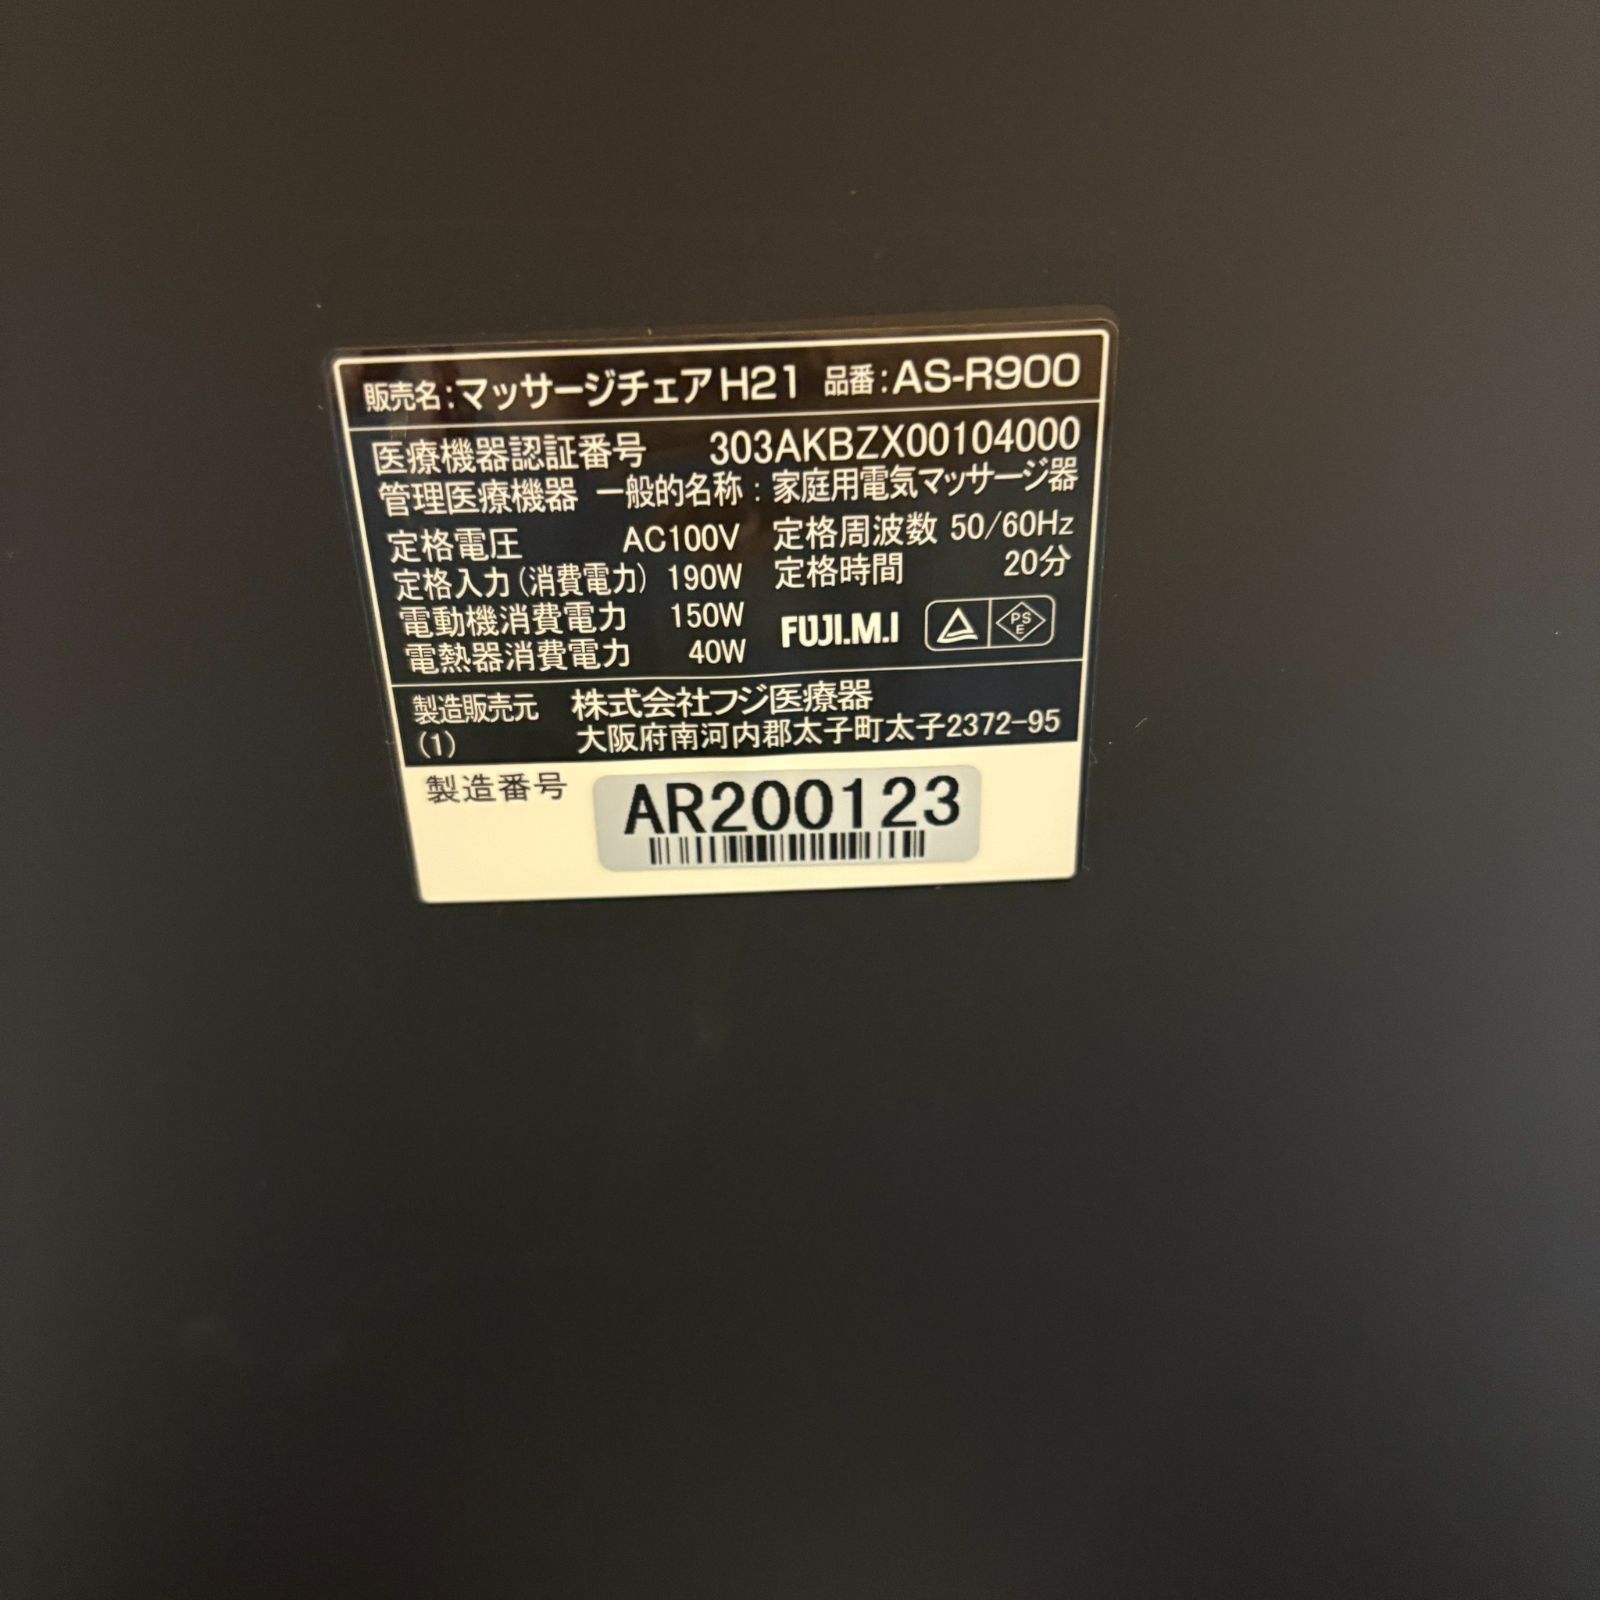 販売名:マッサージチェアH21 品番:AS-R900
医療機器認証番号 303AKBZX00104000
管理医療機器 一般的名称:家庭用電気マッサージ器
定格電圧 AC100V 定格周波数 50/60Hz
定格入力(消費電力) 190W 定格時間 20分
電動機消費電力 150W
電熱器消費電力 40W
FUJI.M.I PSE
製造販売元 株式会社フジ医療器
(1) 大阪府南河内郡太子町太子2372-95
製造番号 AR200123